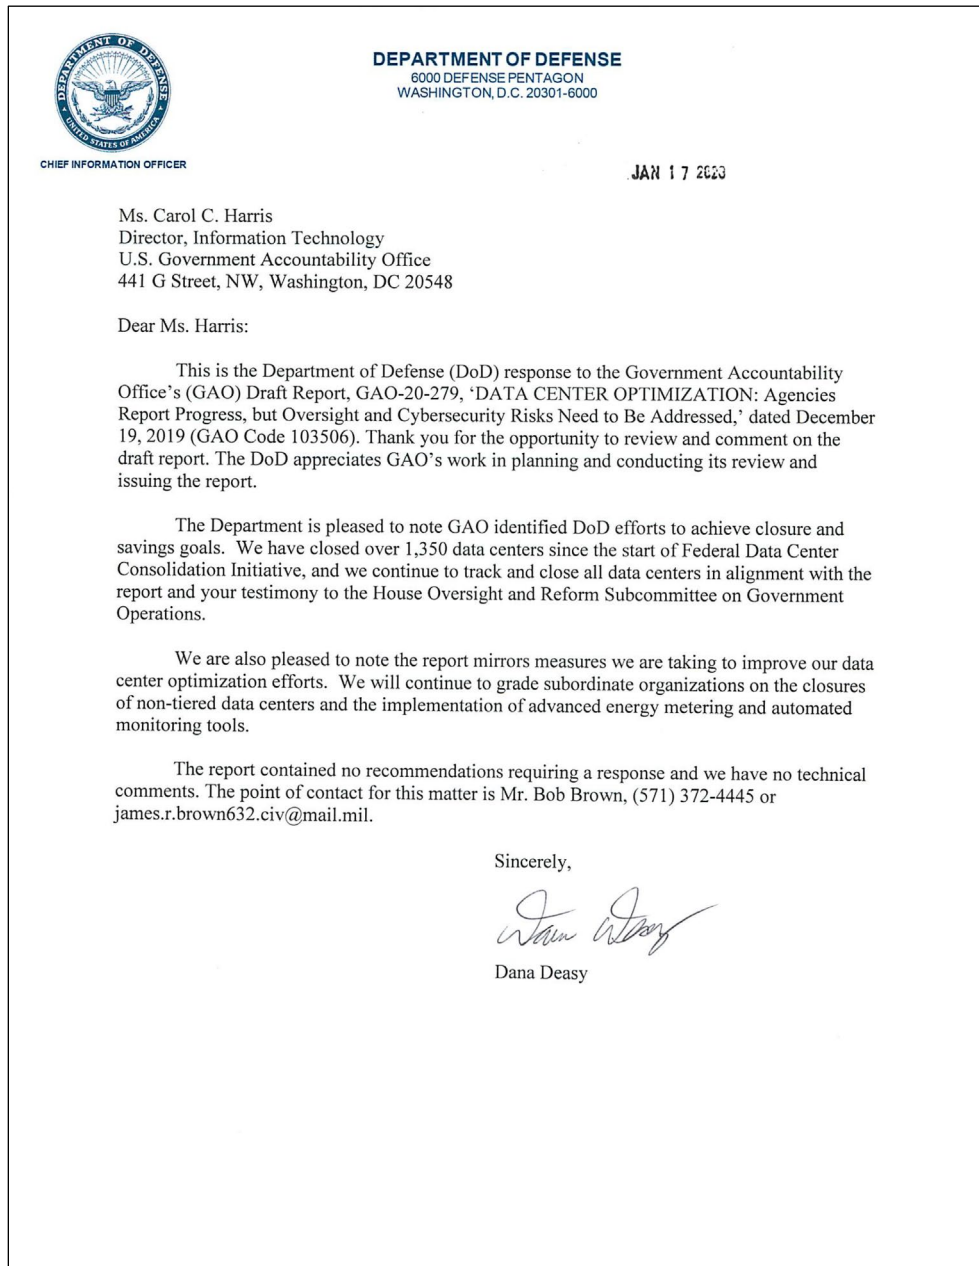 DEPARTMENT OF DEFENSE
UNITED STATES OF AMERICA
CHIEF INFORMATION OFFICER
DEPARTMENT OF DEFENSE
6000 DEFENSE PENTAGON
WASHINGTON, D.C. 20301-6000
JAN 17
Ms. Carol C. Harris
Director, Information Technology
U.S. Government Accountability Office
441 G Street, NW, Washington, DC 20548
Dear Ms. Harris:
This is the Department of Defense (DoD) response to the Government Accountability
Office's (GAO) Draft Report, GAO-20-279, ‘DATA CENTER OPTIMIZATION: Agencies
Report Progress, but Oversight and Cybersecurity Risks Need to Be Addressed,’ dated December
19, 2019 (GAO Code 103506). Thank you for the opportunity to review and comment on the
draft report. The DoD appreciates GAO's work in planning and conducting its review and
issuing the report.
The Department is pleased to note GAO identified DoD efforts to achieve closure and
savings goals.  We have closed over 1,350 data centers since the start of Federal Data Center
Consolidation Initiative, and we continue to track and close all data centers in alignment with the
report and your testimony to the House Oversight and Reform Subcommittee on Government
Operations.
We are also pleased to note the report mirrors measures we are taking to improve our data
center optimization efforts.  We will continue to grade subordinate organizations on the closures
of non-tiered data centers and the implementation of advanced energy metering and automated
monitoring tools.
The report contained no recommendations requiring a response and we have no technical
comments. The point of contact for this matter is Mr. Bob Brown, (571) 372-4445 or
james.r.brown632.civ@mail.mil.
Sincerely,
Dana Deasy